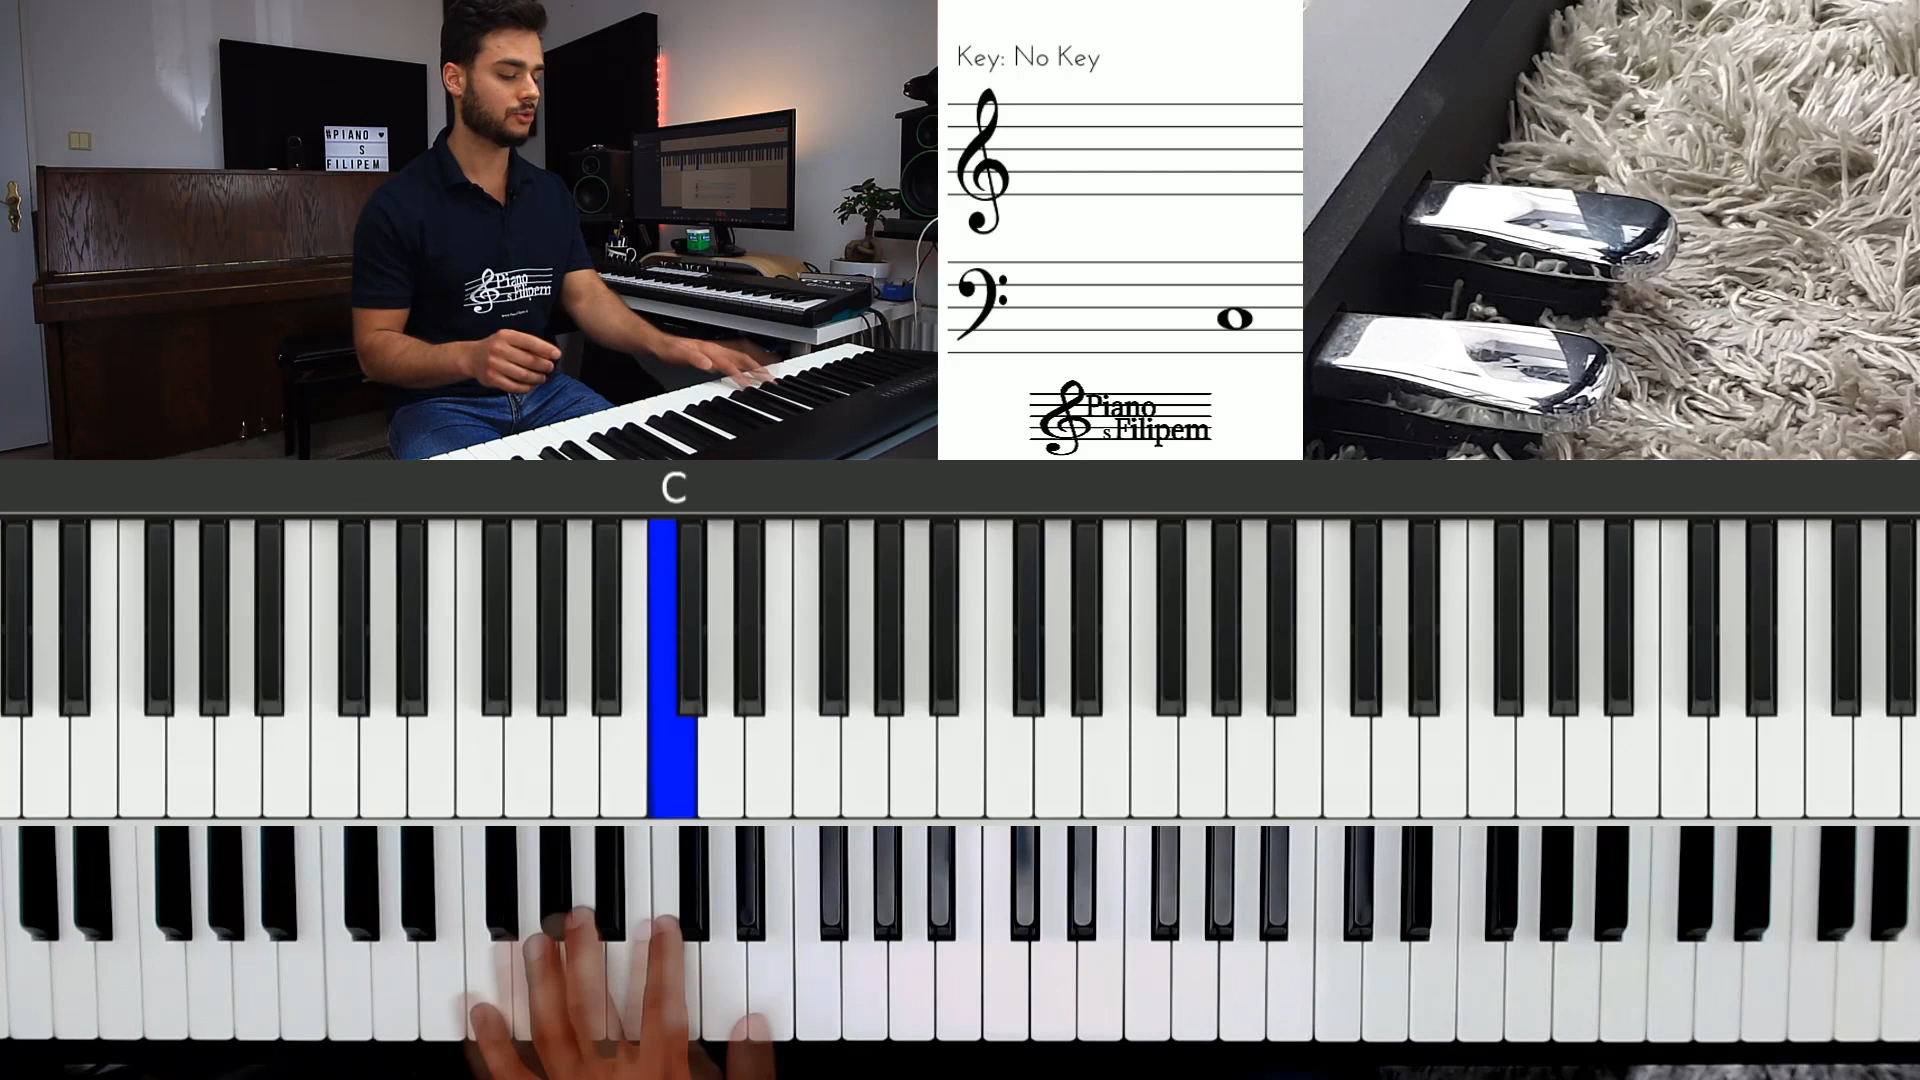 #PIANO ♥
S
FILIPEM
Piano
s Filipem
Key: No Key
Piano
s Filipem
C